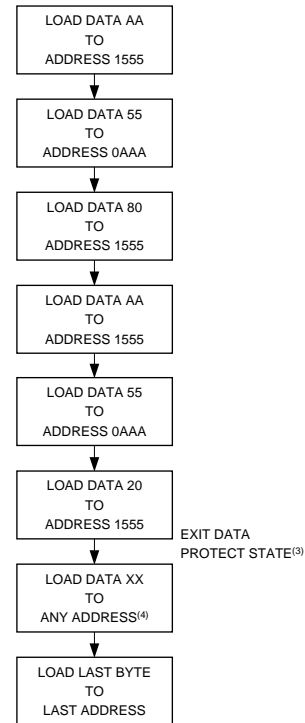 LOAD DATA AA
TO
ADDRESS 1555
LOAD DATA 55
TO
ADDRESS 0AAA
LOAD DATA 80
TO
ADDRESS 1555
LOAD DATA AA
TO
ADDRESS 1555
LOAD DATA 55
TO
ADDRESS 0AAA
LOAD DATA 20
TO
ADDRESS 1555
EXIT DATA
PROTECT STATE(3)
LOAD DATA XX
TO
ANY ADDRESS(4)
LOAD LAST BYTE
TO
LAST ADDRESS